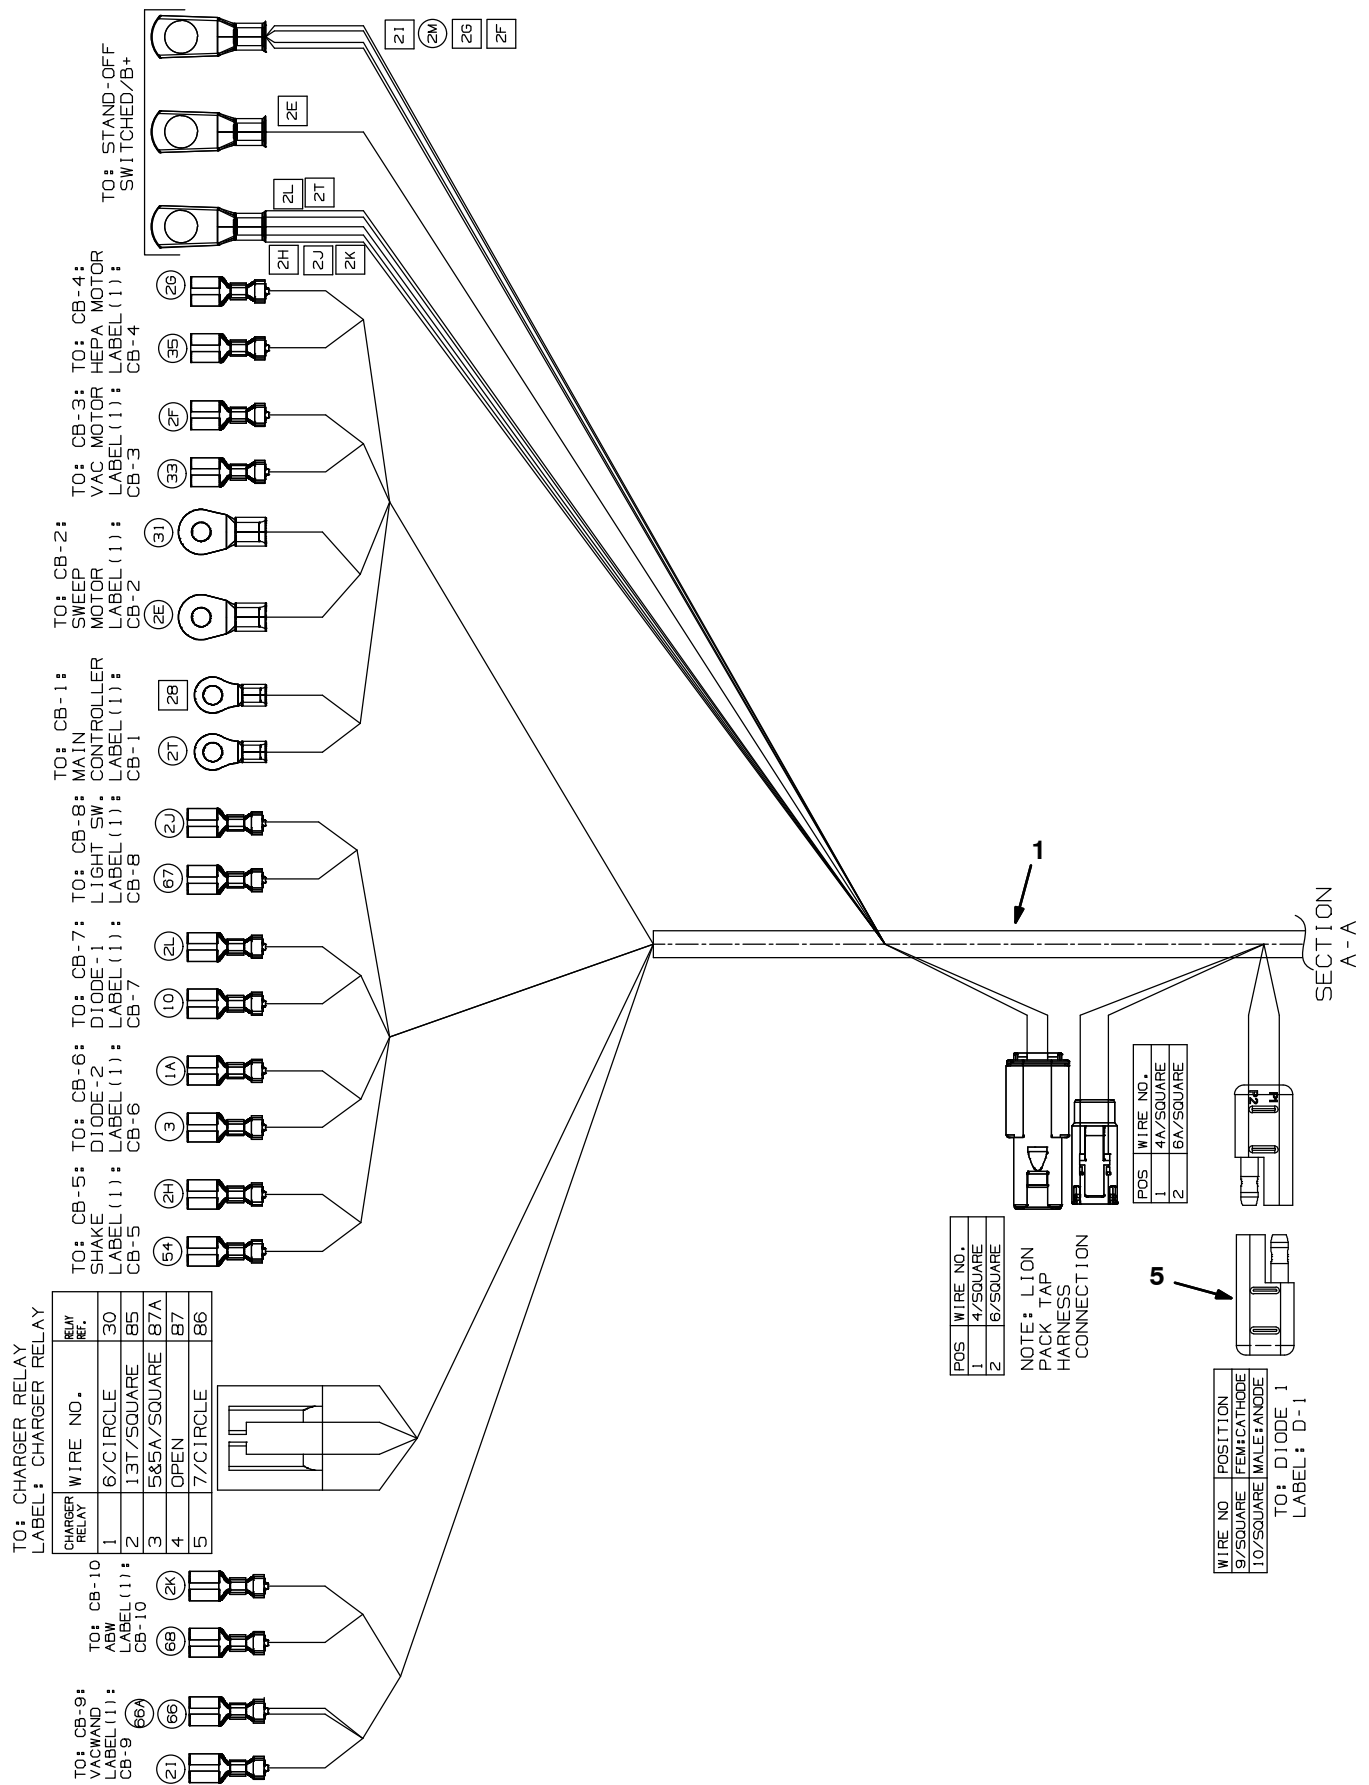 TO: CHARGER RELAY
LABEL: CHARGER RELAY
CHARGER RELAY WIRE NO. RELAY REF.
1 6/CIRCLE 30
2 13T/SQUARE 85
3 5&5A/SQUARE 87A
4 OPEN 87
5 7/CIRCLE 86
TO: CB-9:
VACWAND
LABEL(1):
CB-9
2I
66
66A
TO: CB-10
ABW
LABEL(1):
CB-10
68
2K
TO: CB-5:
SHAKE
LABEL(1):
CB-5
54
2H
TO: CB-6:
DIODE-2
LABEL(1):
CB-6
3
1A
TO: CB-7:
DIODE-1
LABEL(1):
CB-7
10
2L
TO: CB-8:
LIGHT SW.
LABEL(1):
CB-8
67
2J
TO: CB-1:
MAIN
CONTROLLER
LABEL(1):
CB-1
2T
28
TO: CB-2:
SWEEP
MOTOR
LABEL(1):
CB-2
2E
31
TO: CB-3:
VAC MOTOR
LABEL(1):
CB-3
33
2F
TO: CB-4:
HEPA MOTOR
LABEL(1):
CB-4
35
2G
TO: STAND-OFF
SWITCHED/B+
2H
2J
2K
2L
2T
2E
2I
2M
2G
2F
1
SECTION
A-A
POS WIRE NO.
1 4/SQUARE
2 6/SQUARE
NOTE: LION
PACK TAP
HARNESS
CONNECTION
POS WIRE NO.
1 4A/SQUARE
2 6A/SQUARE
P2
P1
5
WIRE NO POSITION
9/SQUARE FEM:CATHODE
10/SQUARE MALE:ANODE
TO: DIODE 1
LABEL: D-1